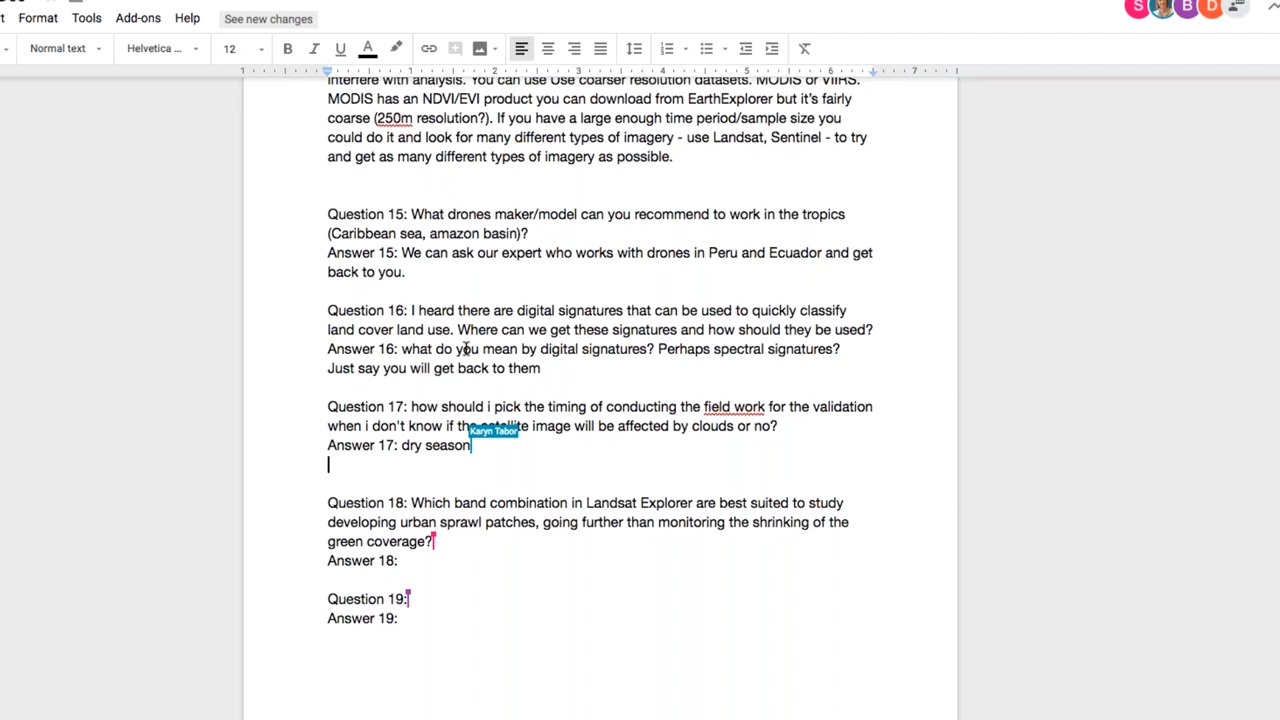 t Format Tools Add-ons Help See new changes
S B D
Normal text Helvetica ... 12 B I U A
1 1 2 3 4 5 6 7
interfere with analysis. You can use Use coarser resolution datasets. MODIS or VIIRS.
MODIS has an NDVI/EVI product you can download from EarthExplorer but it's fairly
coarse (250m resolution?). If you have a large enough time period/sample size you
could do it and look for many different types of imagery - use Landsat, Sentinel - to try
and get as many different types of imagery as possible.
Question 15: What drones maker/model can you recommend to work in the tropics
(Caribbean sea, amazon basin)?
Answer 15: We can ask our expert who works with drones in Peru and Ecuador and get
back to you.
Question 16: I heard there are digital signatures that can be used to quickly classify
land cover land use. Where can we get these signatures and how should they be used?
Answer 16: what do you mean by digital signatures? Perhaps spectral signatures?
Just say you will get back to them
Question 17: how should i pick the timing of conducting the field work for the validation
when i don't know if the satellite image will be affected by clouds or no?
Karyn Tabor
Answer 17: dry season
Question 18: Which band combination in Landsat Explorer are best suited to study
developing urban sprawl patches, going further than monitoring the shrinking of the
green coverage?
Answer 18:
Question 19:
Answer 19: